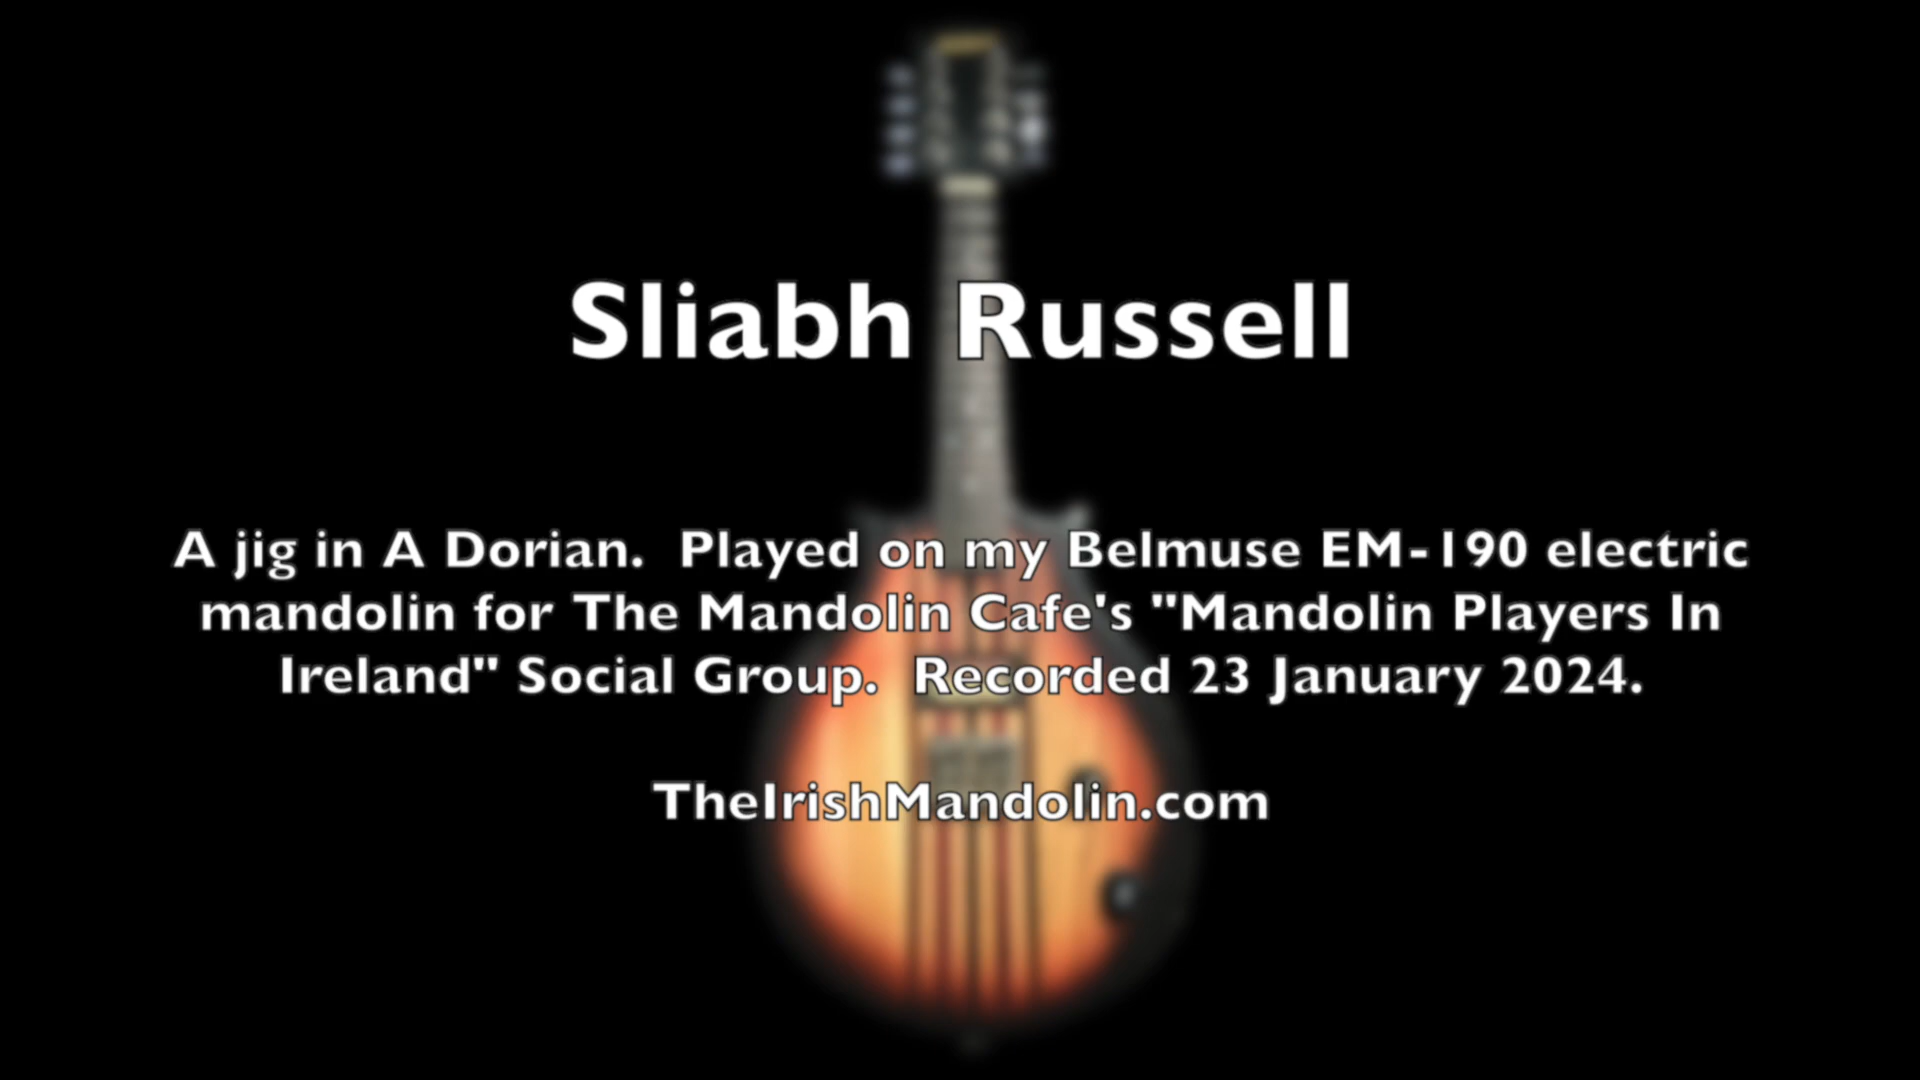 Sliabh Russell
A jig in A Dorian.  Played on my Belmuse EM-190 electric
mandolin for The Mandolin Cafe's "Mandolin Players In
Ireland" Social Group.  Recorded 23 January 2024.
TheIrishMandolin.com